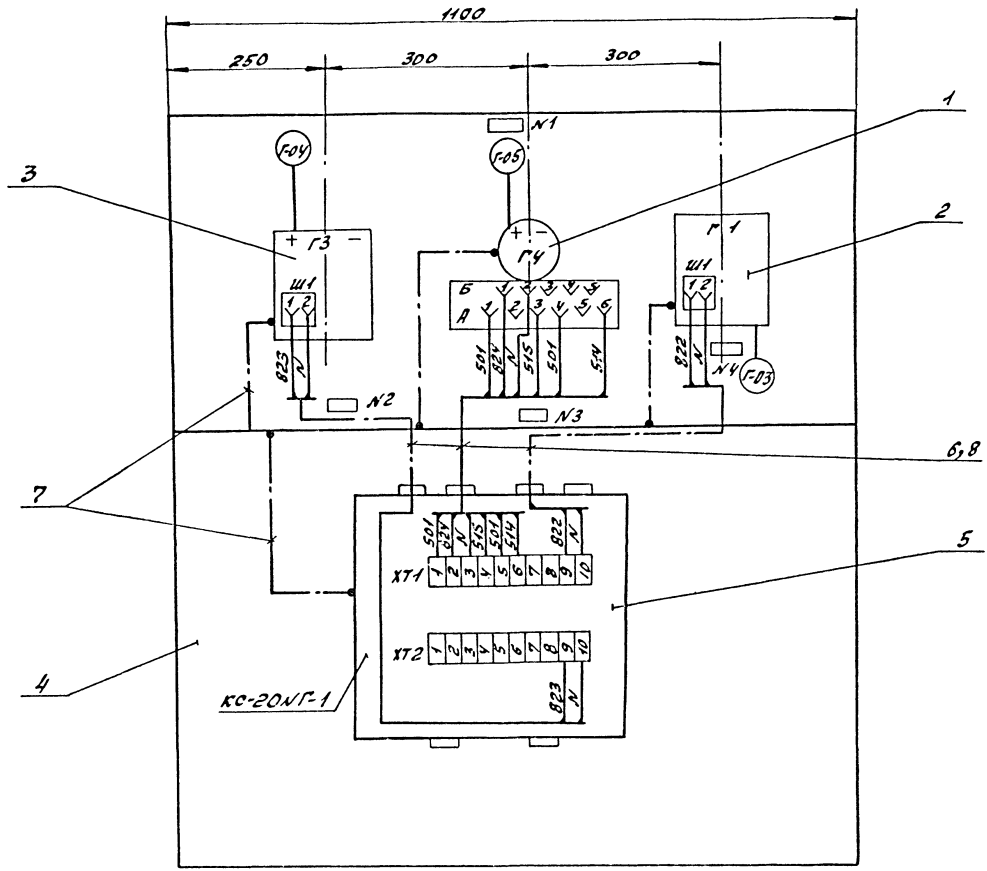 1100
250 300 300
1
N1
Г-04
Г-05
3
2
+ Г3 -
+ -
Г4
Г 1
Ш1
1 2
Б 1 2 3 4 5
А 1 2 3 4 5 6
Ш1
1 2
823 N
501 824 N 515 501 514
822 N
N4
Г-03
N2
N3
6,8
7
501 824 N 515 501 514
822 N
5
ХТ1 1 2 3 4 5 6 7 8 9 10
ХТ2 1 2 3 4 5 6 7 8 9 10
4
КС-20NГ-1
823 N